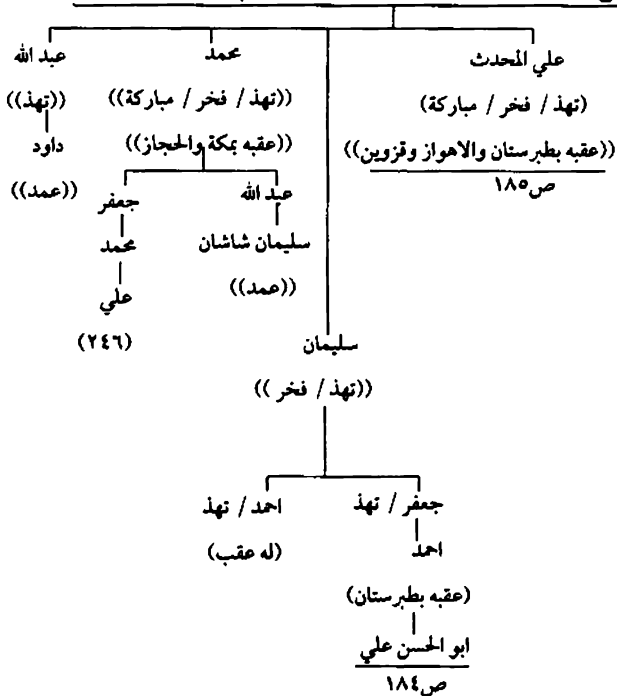 علي المحدث
(تهذ / فخر / مباركة)
((عقبه بطبرستان والاهواز وقزوين))
ص١٨٥
محمد
((تهذ / فخر / مباركة))
((عقبه بمكة والحجاز))
عبد الله
((تهذ))
داود
((عمد))
عبد الله
سليمان شاشان
((عمد))
جعفر
محمد
علي
(٢٤٦)
سليمان
((تهذ / فخر ))
جعفر / تهذ
احمد
(عقبه بطبرستان)
ابو الحسن علي
ص١٨٤
احمد / تهذ
(له عقب)